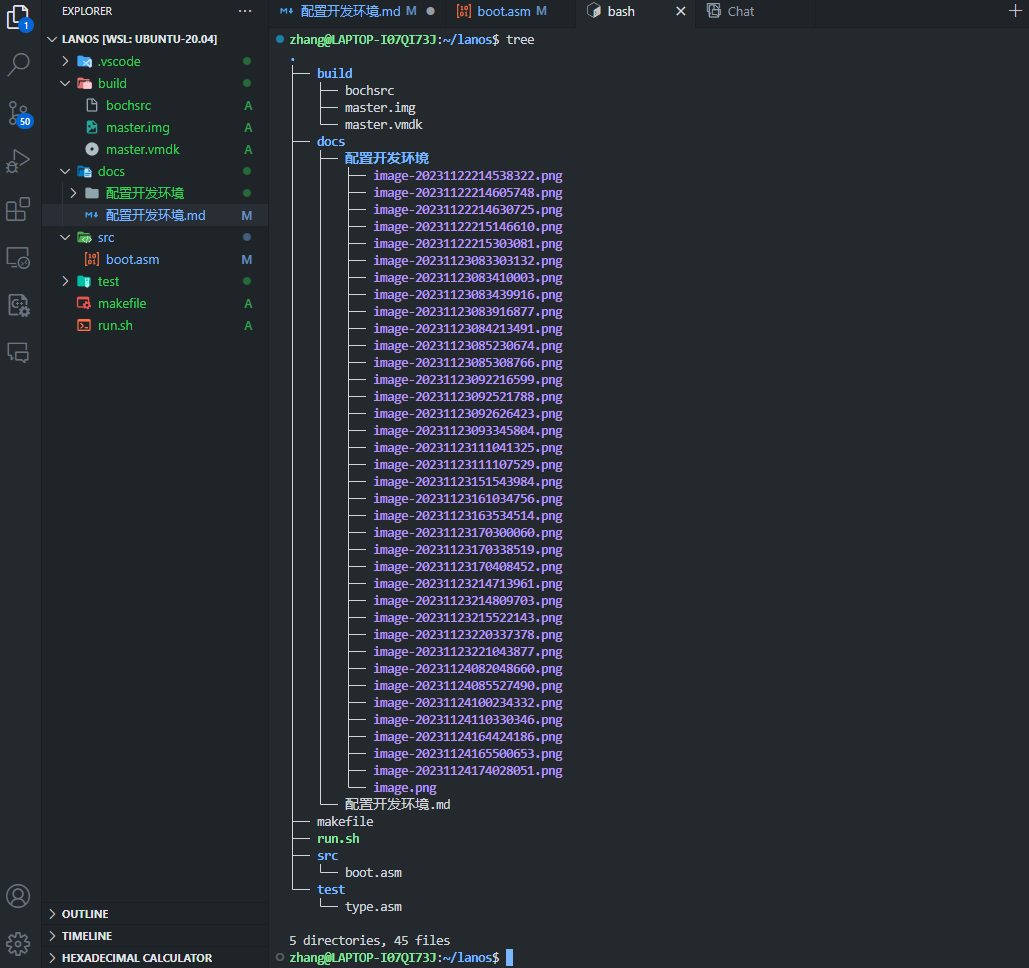 EXPLORER ···
LANOS [WSL: UBUNTU-20.04]
.vscode
build
bochsrc A
master.img A
master.vmdk A
docs
配置开发环境
配置开发环境.md M
src
boot.asm M
test
makefile A
run.sh A
OUTLINE
TIMELINE
HEXADECIMAL CALCULATOR
1
50
配置开发环境.md M
boot.asm M
bash
Chat
zhang@LAPTOP-I07QI73J:~/lanos$ tree
.
├── build
│   ├── bochsrc
│   ├── master.img
│   └── master.vmdk
├── docs
│   ├── 配置开发环境
│   │   ├── image-20231122214538322.png
│   │   ├── image-20231122214605748.png
│   │   ├── image-20231122214630725.png
│   │   ├── image-20231122215146610.png
│   │   ├── image-20231122215303081.png
│   │   ├── image-20231123083303132.png
│   │   ├── image-20231123083410003.png
│   │   ├── image-20231123083439916.png
│   │   ├── image-20231123083916877.png
│   │   ├── image-20231123084213491.png
│   │   ├── image-20231123085230674.png
│   │   ├── image-20231123085308766.png
│   │   ├── image-20231123092216599.png
│   │   ├── image-20231123092521788.png
│   │   ├── image-20231123092626423.png
│   │   ├── image-20231123093345804.png
│   │   ├── image-20231123111041325.png
│   │   ├── image-20231123111107529.png
│   │   ├── image-20231123151543984.png
│   │   ├── image-20231123161034756.png
│   │   ├── image-20231123163534514.png
│   │   ├── image-20231123170300060.png
│   │   ├── image-20231123170338519.png
│   │   ├── image-20231123170408452.png
│   │   ├── image-20231123214713961.png
│   │   ├── image-20231123214809703.png
│   │   ├── image-20231123215522143.png
│   │   ├── image-20231123220337378.png
│   │   ├── image-20231123221043877.png
│   │   ├── image-20231124082048660.png
│   │   ├── image-20231124085527490.png
│   │   ├── image-20231124100234332.png
│   │   ├── image-20231124110330346.png
│   │   ├── image-20231124164424186.png
│   │   ├── image-20231124165500653.png
│   │   ├── image-20231124174028051.png
│   │   └── image.png
│   └── 配置开发环境.md
├── makefile
├── run.sh
├── src
│   └── boot.asm
└── test
    └── type.asm
5 directories, 45 files
zhang@LAPTOP-I07QI73J:~/lanos$